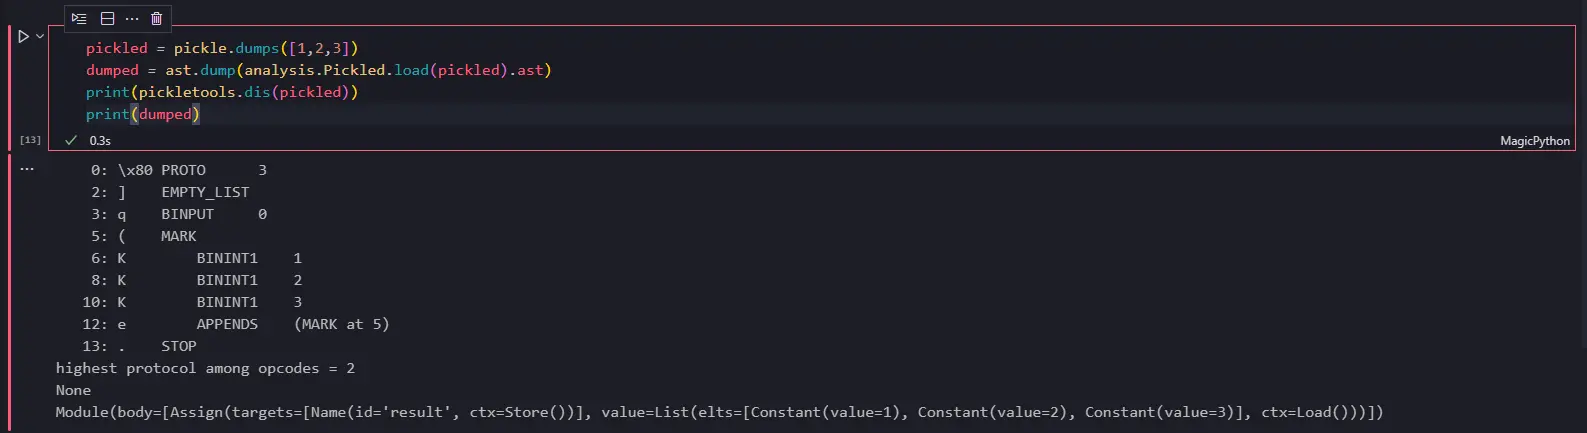 pickled = pickle.dumps([1,2,3])
dumped = ast.dump(analysis.Pickled.load(pickled).ast)
print(pickletools.dis(pickled))
print(dumped)
[13] 0.3s MagicPython
0: \x80 PROTO 3
2: ] EMPTY_LIST
3: q BINPUT 0
5: ( MARK
6: K BININT1 1
8: K BININT1 2
10: K BININT1 3
12: e APPENDS (MARK at 5)
13: . STOP
highest protocol among opcodes = 2
None
Module(body=[Assign(targets=[Name(id='result', ctx=Store())], value=List(elts=[Constant(value=1), Constant(value=2), Constant(value=3)], ctx=Load()))])